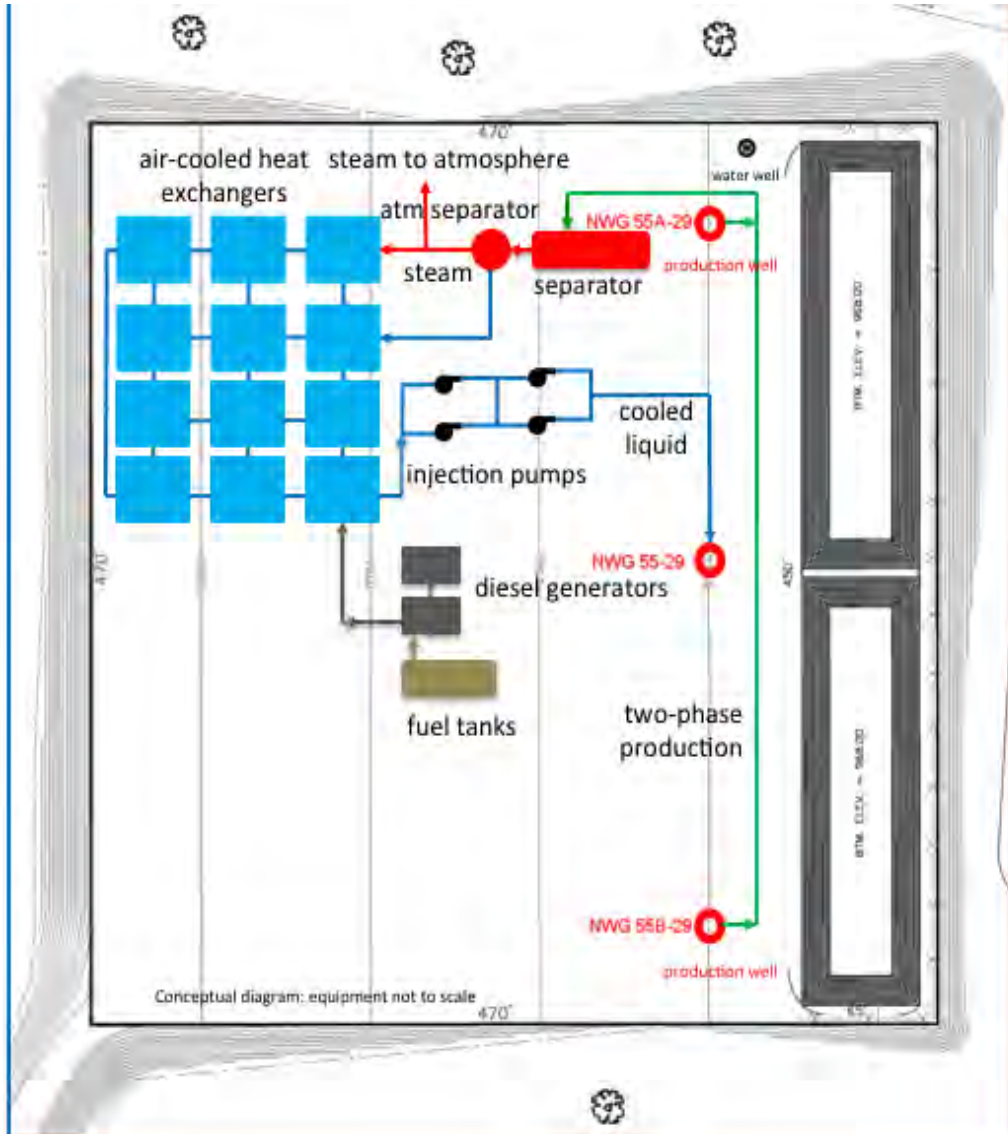 470'
air-cooled heat
exchangers
steam to atmosphere
water well
atm separator
NWG 55A-29
production well
steam
separator
cooled
liquid
injection pumps
NWG 55-29
470'
450'
diesel generators
fuel tanks
two-phase
production
NWG 55B-29
production well
Conceptual diagram: equipment not to scale
470'